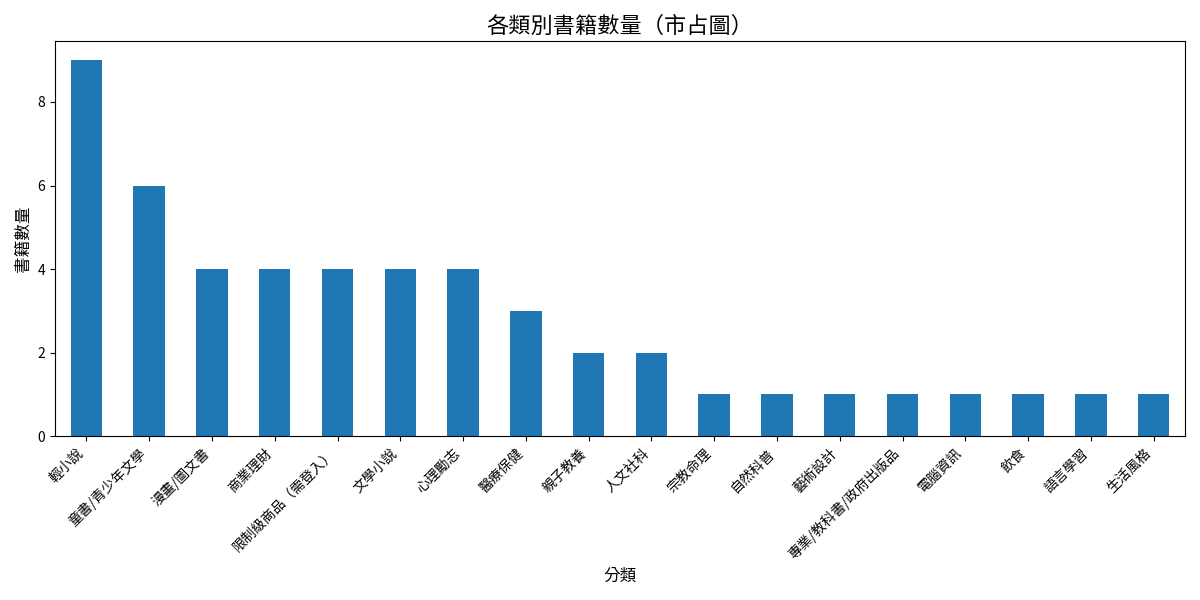 各類別書籍數量（市占圖）
書籍數量
8
6
4
2
0
輕小說
童書/青少年文學
漫畫/圖文書
商業理財
限制級商品（需登入）
文學小說
心理勵志
醫療保健
親子教養
人文社科
宗教命理
自然科普
藝術設計
專業/教科書/政府出版品
電腦資訊
飲食
語言學習
生活風格
分類